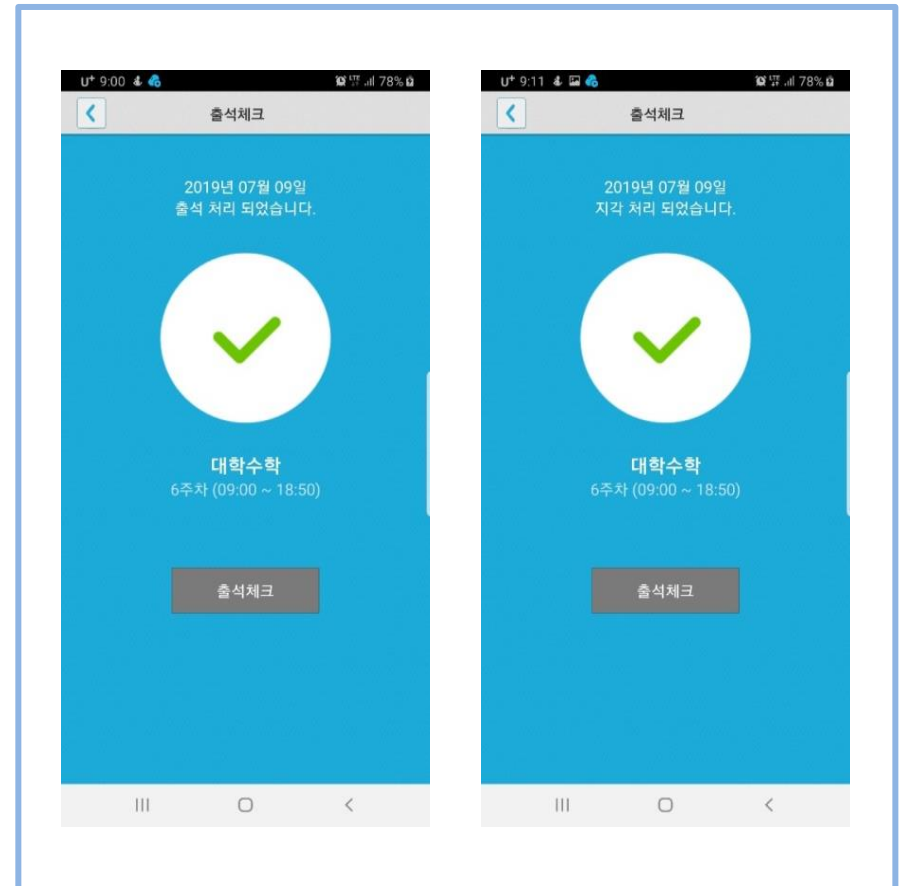 U+ 9:00 LTE 78%
출석체크
2019년 07월 09일
출석 처리 되었습니다.
대학수학
6주차 (09:00 ~ 18:50)
출석체크
U+ 9:11 LTE 78%
출석체크
2019년 07월 09일
지각 처리 되었습니다.
대학수학
6주차 (09:00 ~ 18:50)
출석체크